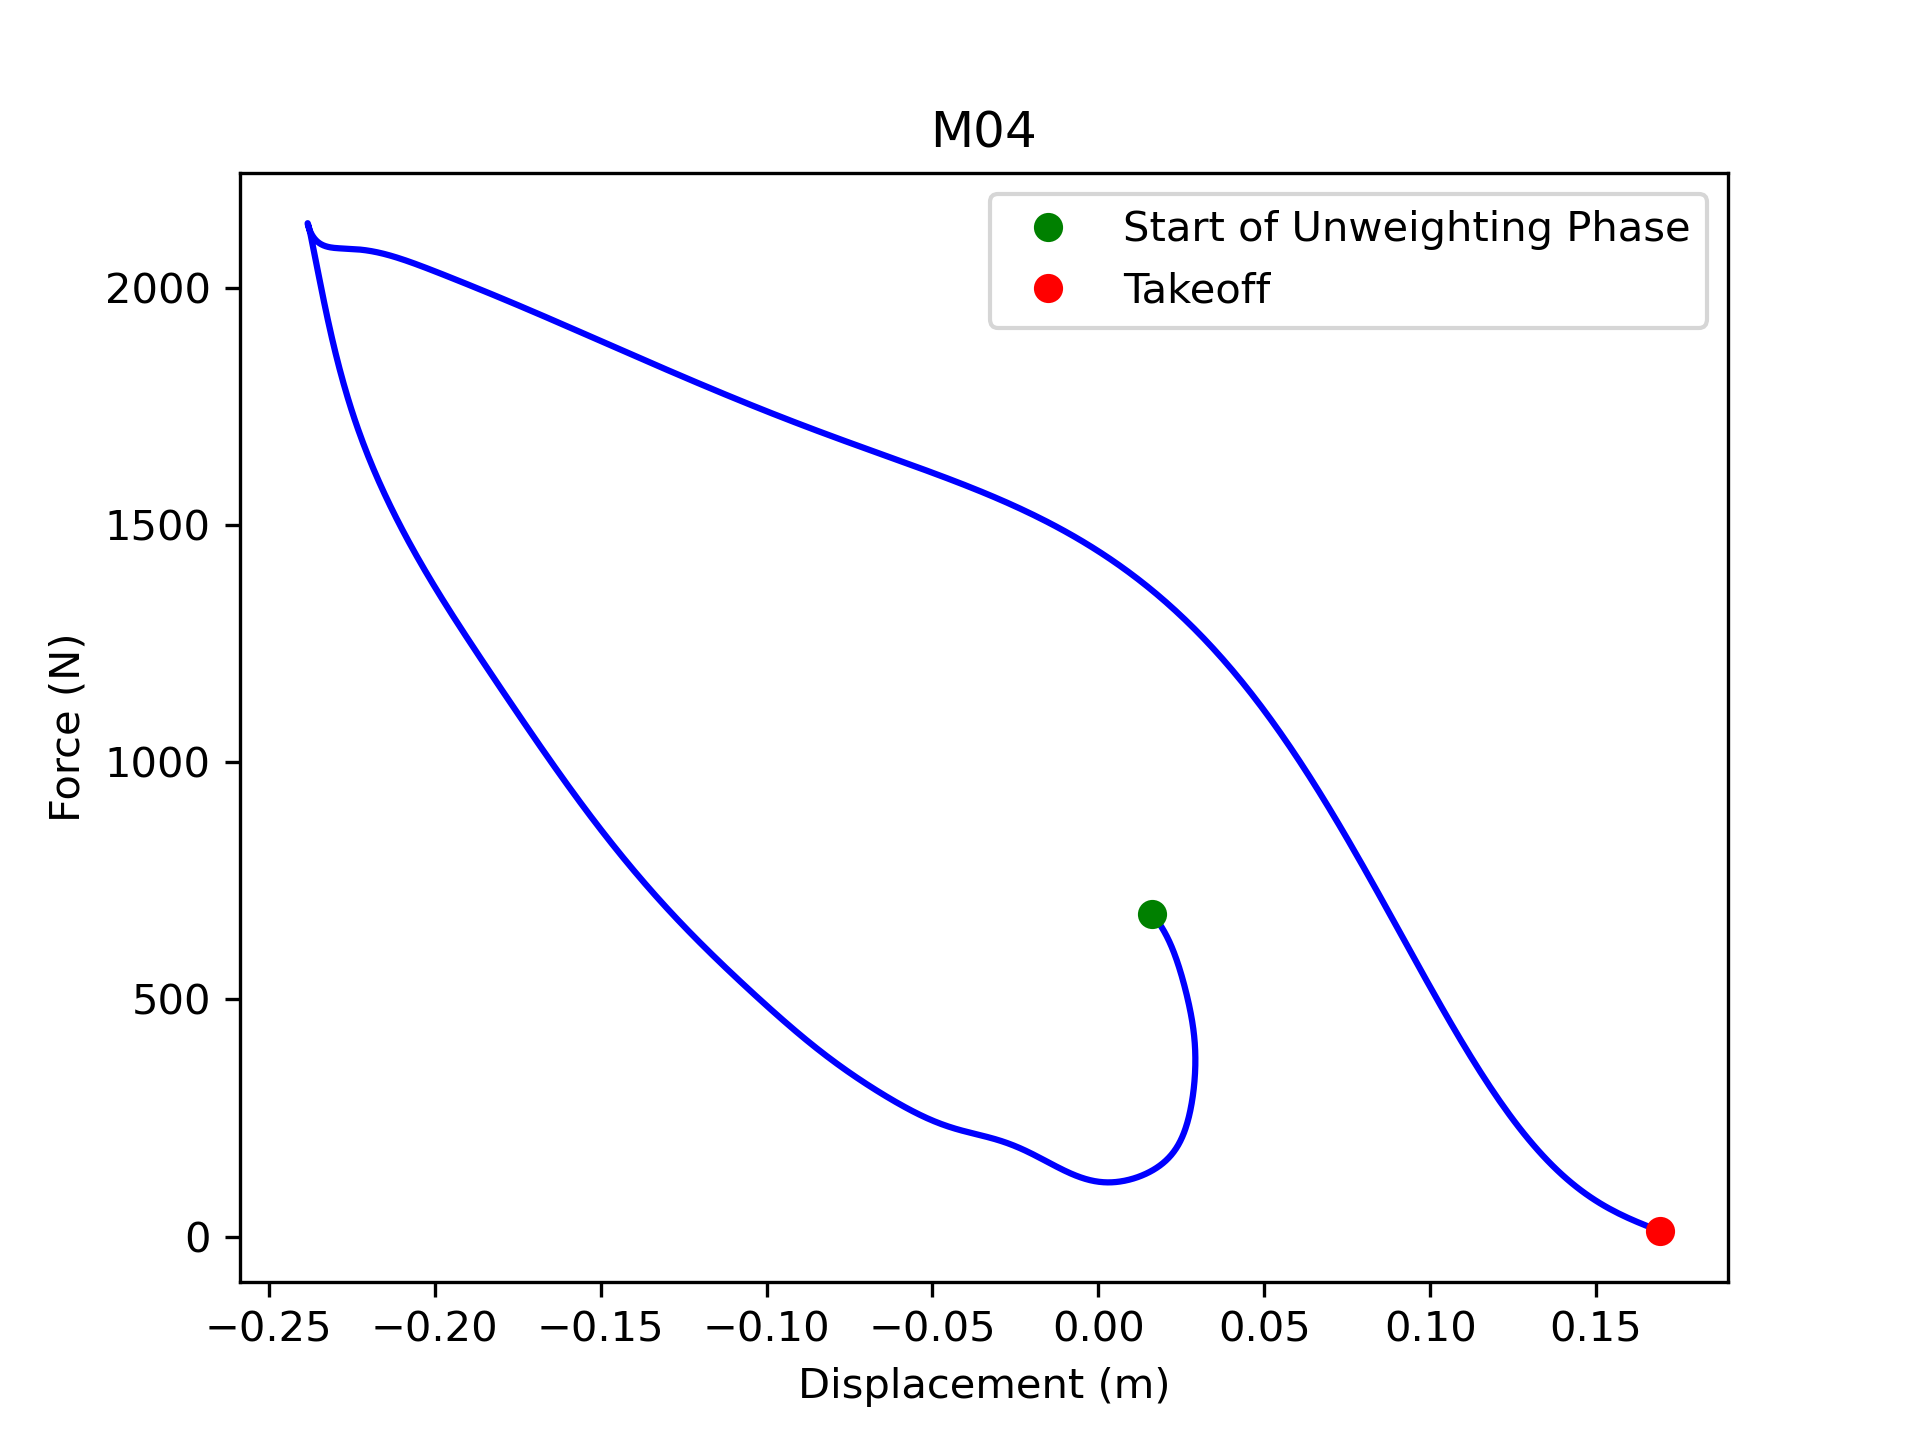 M04
Start of Unweighting Phase
Takeoff
2000
1500
1000
500
0
Force (N)
−0.25 −0.20 −0.15 −0.10 −0.05 0.00 0.05 0.10 0.15
Displacement (m)